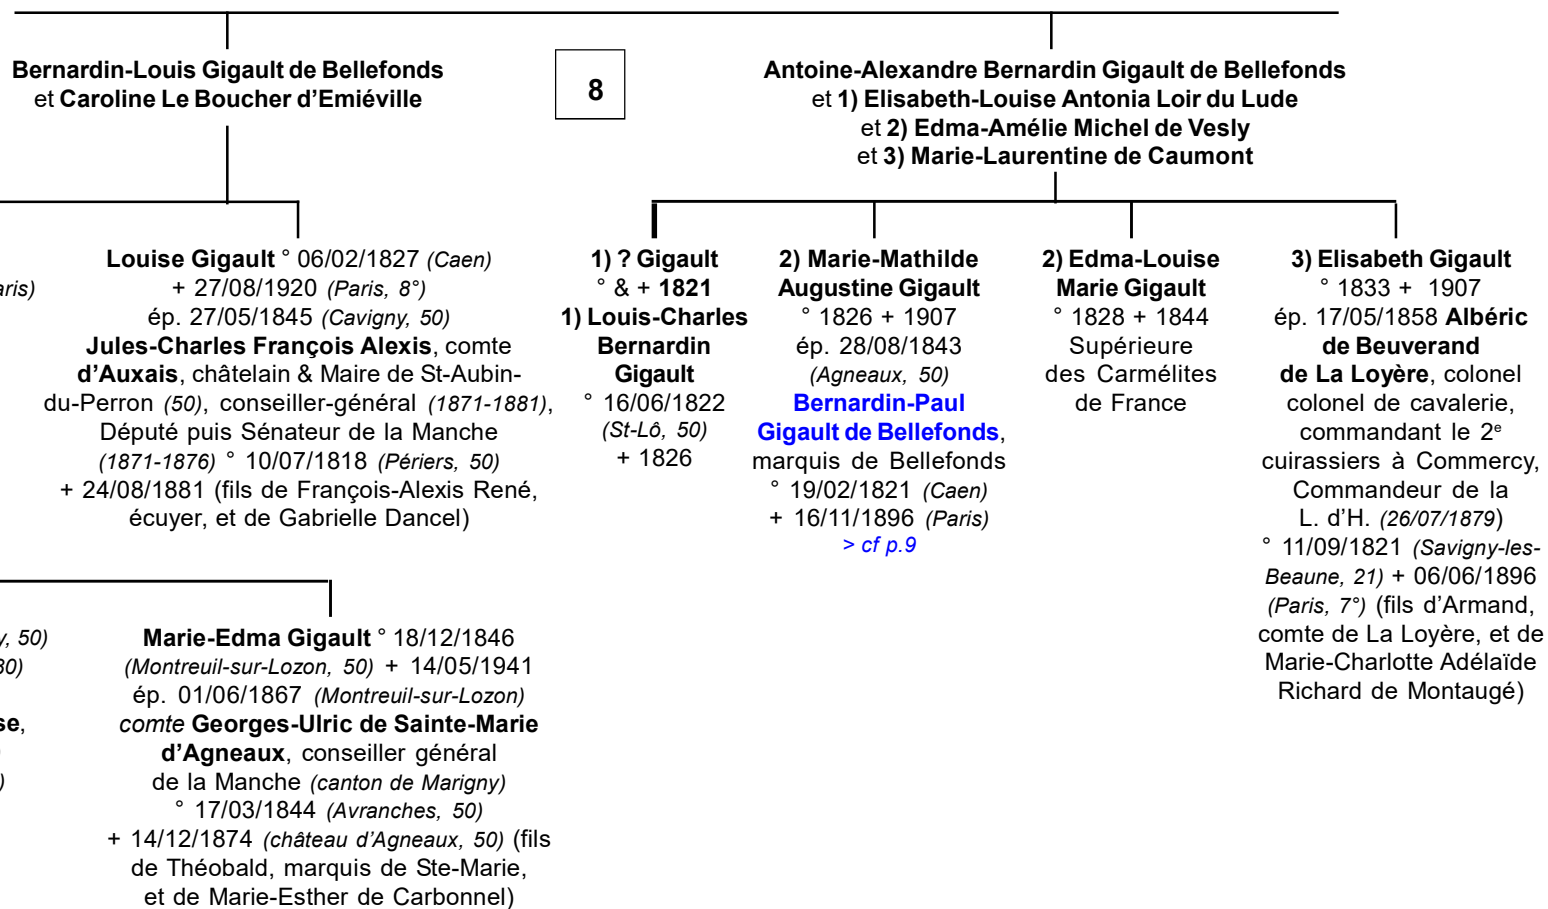 Bernardin-Louis Gigault de Bellefonds
et Caroline Le Boucher d'Emiéville
8
Antoine-Alexandre Bernardin Gigault de Bellefonds
et 1) Elisabeth-Louise Antonia Loir du Lude
et 2) Edma-Amélie Michel de Vesly
et 3) Marie-Laurentine de Caumont
aris)
Louise Gigault ° 06/02/1827 (Caen)
+ 27/08/1920 (Paris, 8°)
ép. 27/05/1845 (Cavigny, 50)
Jules-Charles François Alexis, comte
d'Auxais, châtelain & Maire de St-Aubin-
du-Perron (50), conseiller-général (1871-1881),
Député puis Sénateur de la Manche
(1871-1876) ° 10/07/1818 (Périers, 50)
+ 24/08/1881 (fils de François-Alexis René,
écuyer, et de Gabrielle Dancel)
1) ? Gigault
° & + 1821
1) Louis-Charles
Bernardin
Gigault
° 16/06/1822
(St-Lô, 50)
+ 1826
2) Marie-Mathilde
Augustine Gigault
° 1826 + 1907
ép. 28/08/1843
(Agneaux, 50)
Bernardin-Paul
Gigault de Bellefonds,
marquis de Bellefonds
° 19/02/1821 (Caen)
+ 16/11/1896 (Paris)
> cf p.9
2) Edma-Louise
Marie Gigault
° 1828 + 1844
Supérieure
des Carmélites
de France
3) Elisabeth Gigault
° 1833 + 1907
ép. 17/05/1858 Albéric
de Beuverand
de La Loyère, colonel
colonel de cavalerie,
commandant le 2e
cuirassiers à Commercy,
Commandeur de la
L. d'H. (26/07/1879)
° 11/09/1821 (Savigny-les-
Beaune, 21) + 06/06/1896
(Paris, 7°) (fils d'Armand,
comte de La Loyère, et de
Marie-Charlotte Adélaïde
Richard de Montaugé)
, 50)
80)
se,
)
Marie-Edma Gigault ° 18/12/1846
(Montreuil-sur-Lozon, 50) + 14/05/1941
ép. 01/06/1867 (Montreuil-sur-Lozon)
comte Georges-Ulric de Sainte-Marie
d'Agneaux, conseiller général
de la Manche (canton de Marigny)
° 17/03/1844 (Avranches, 50)
+ 14/12/1874 (château d'Agneaux, 50) (fils
de Théobald, marquis de Ste-Marie,
et de Marie-Esther de Carbonnel)